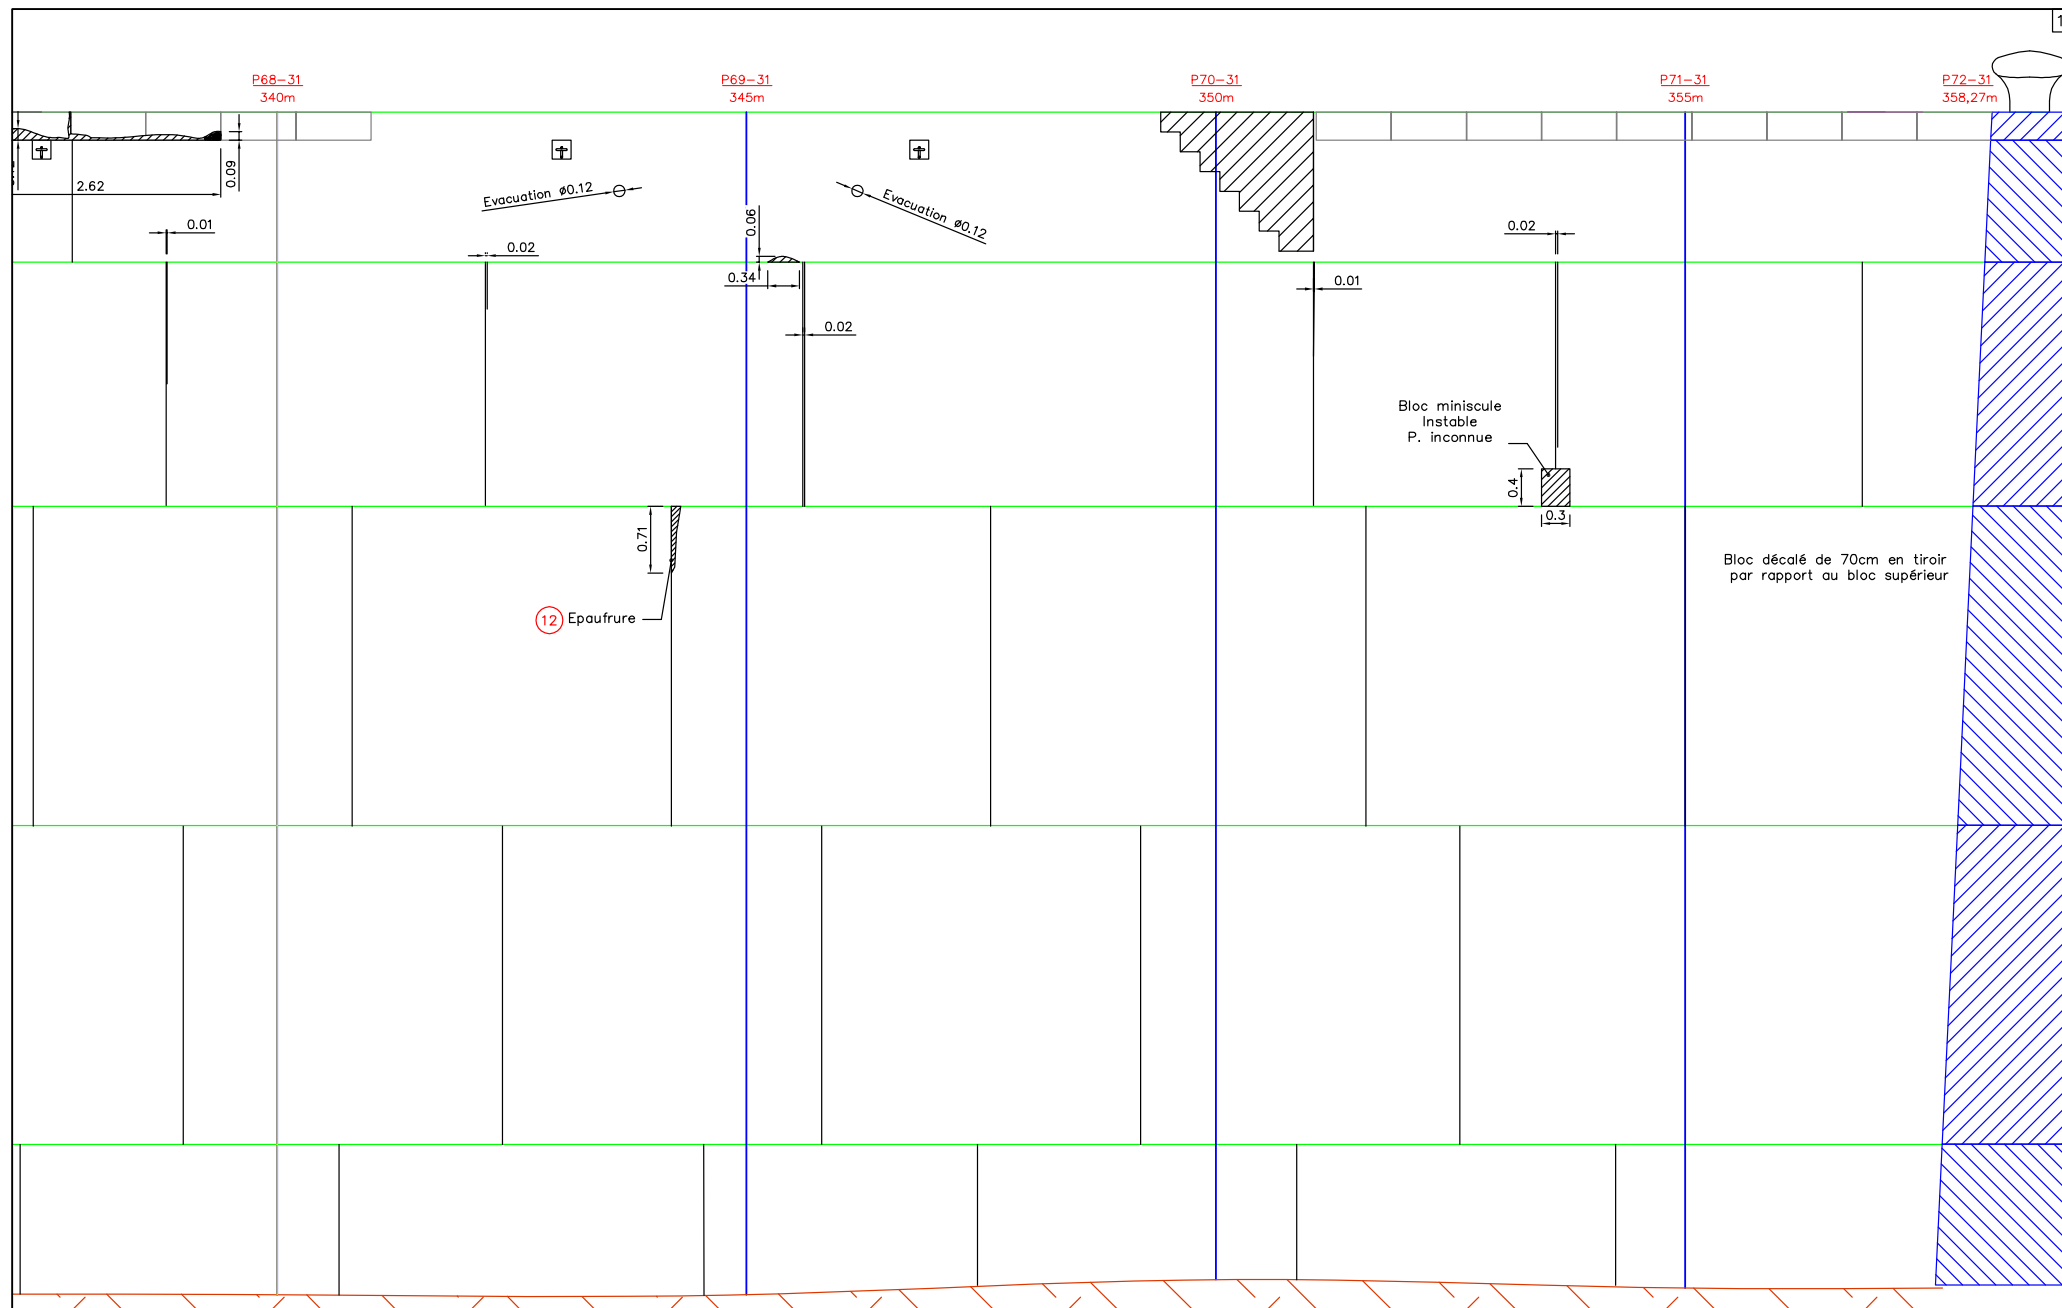 1
P68-31
340m
P69-31
345m
P70-31
350m
P71-31
355m
P72-31
358,27m
2.62
0.09
Evacuation ø0.12
Evacuation ø0.12
0.01
0.02
0.06
0.34
0.02
0.02
0.01
Bloc miniscule
Instable
P. inconnue
0.4
0.3
0.71
12 Epaufrure
Bloc décalé de 70cm en tiroir
par rapport au bloc supérieur